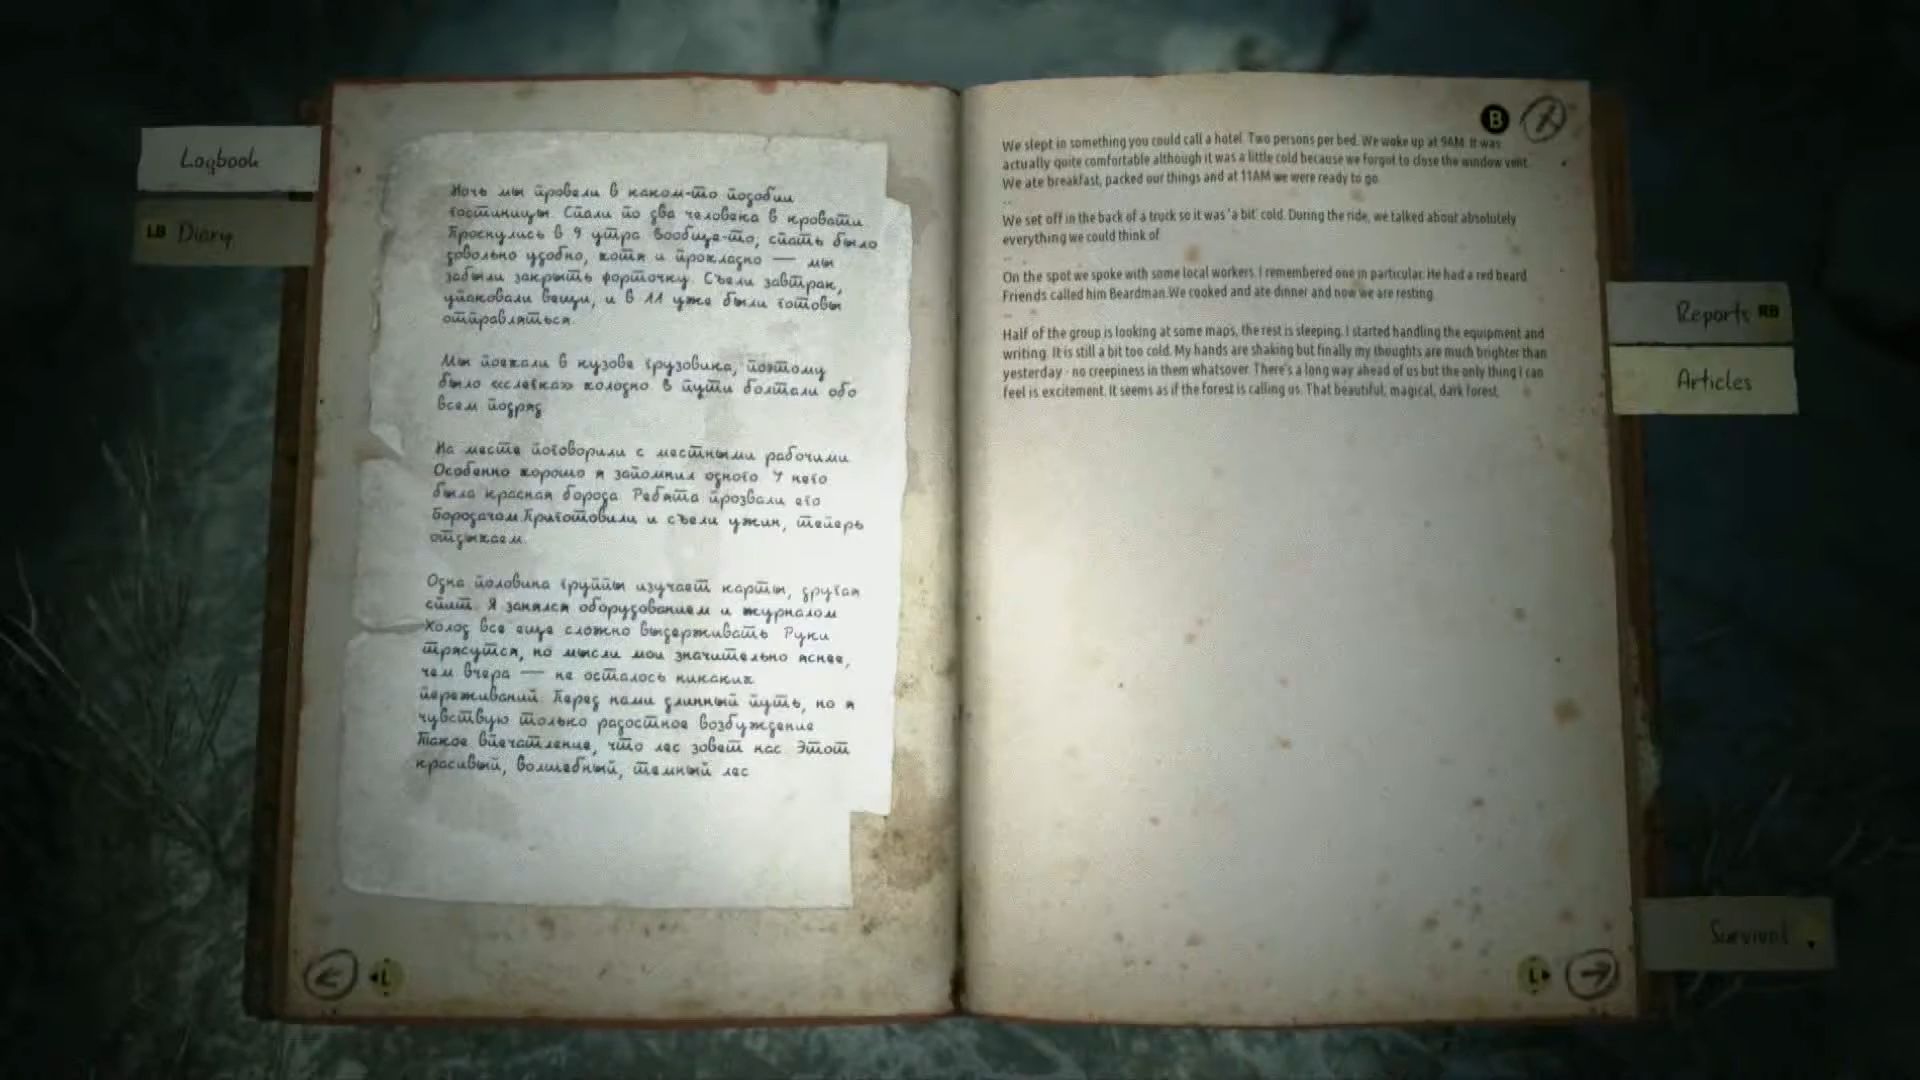 Logbook
LB Diary
Ночь мы провели в каком-то подобии
гостиницы. Спали по два человека в кровати.
Проснулись в 9 утра. Вообще-то, спать было
довольно удобно, хотя и прохладно — мы
забыли закрыть форточку. Съели завтрак,
упаковали вещи, и в 11 уже были готовы
отправляться.
Мы поехали в кузове грузовика, поэтому
было «слегка» холодно. В пути болтали обо
всем подряд.
На месте поговорили с местными рабочими.
Особенно хорошо я запомнил одного. У него
была красная борода. Ребята прозвали его
Бородачом.Приготовили и съели ужин, теперь
отдыхаем.
Одна половина группы изучает карты, другая
спит. Я занялся оборудованием и журналом.
Холод все еще сложно выдерживать. Руки
трясутся, но мысли мои значительно яснее,
чем вчера — не осталось никаких
переживаний. Перед нами длинный путь, но я
чувствую только радостное возбуждение.
Такое впечатление, что лес зовет нас. Этот
красивый, волшебный, темный лес
L
B
We slept in something you could call a hotel. Two persons per bed. We woke up at 9AM. It was
actually quite comfortable although it was a little cold because we forgot to close the window vent.
We ate breakfast, packed our things and at 11AM we were ready to go.
--
We set off in the back of a truck so it was 'a bit' cold. During the ride, we talked about absolutely
everything we could think of.
--
On the spot we spoke with some local workers. I remembered one in particular. He had a red beard.
Friends called him Beardman.We cooked and ate dinner and now we are resting.
--
Half of the group is looking at some maps, the rest is sleeping. I started handling the equipment and
writing. It is still a bit too cold. My hands are shaking but finally my thoughts are much brighter than
yesterday - no creepiness in them whatsover. There's a long way ahead of us but the only thing I can
feel is excitement. It seems as if the forest is calling us. That beautiful, magical, dark forest.
L
Reports RB
Articles
Survival